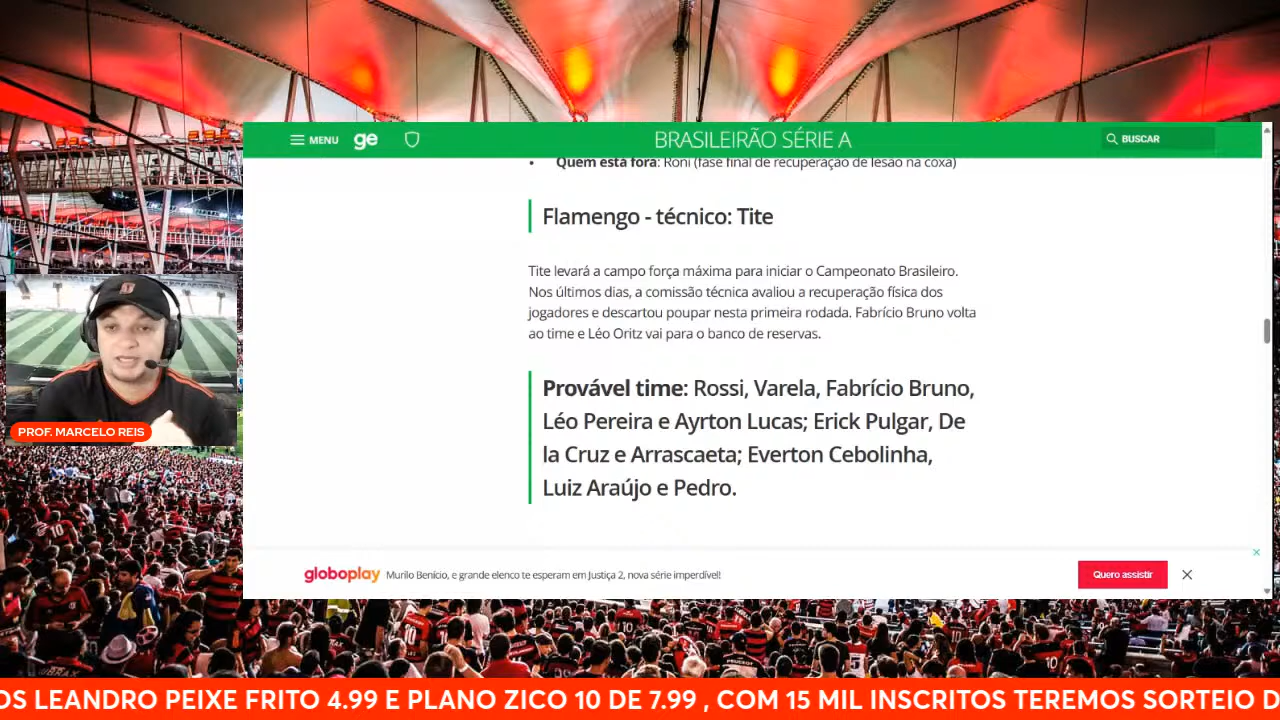 MENU ge BRASILEIRÃO SÉRIE A BUSCAR
• Quem está fora: Roni (fase final de recuperação de lesão na coxa)
Flamengo - técnico: Tite
Tite levará a campo força máxima para iniciar o Campeonato Brasileiro.
Nos últimos dias, a comissão técnica avaliou a recuperação física dos
jogadores e descartou poupar nesta primeira rodada. Fabrício Bruno volta
ao time e Léo Oritz vai para o banco de reservas.
Provável time: Rossi, Varela, Fabrício Bruno,
Léo Pereira e Ayrton Lucas; Erick Pulgar, De
la Cruz e Arrascaeta; Everton Cebolinha,
Luiz Araújo e Pedro.
PROF. MARCELO REIS
globoplay Murilo Benício, e grande elenco te esperam em Justiça 2, nova série imperdível! Quero assistir
OS LEANDRO PEIXE FRITO 4.99 E PLANO ZICO 10 DE 7.99 , COM 15 MIL INSCRITOS TEREMOS SORTEIO D